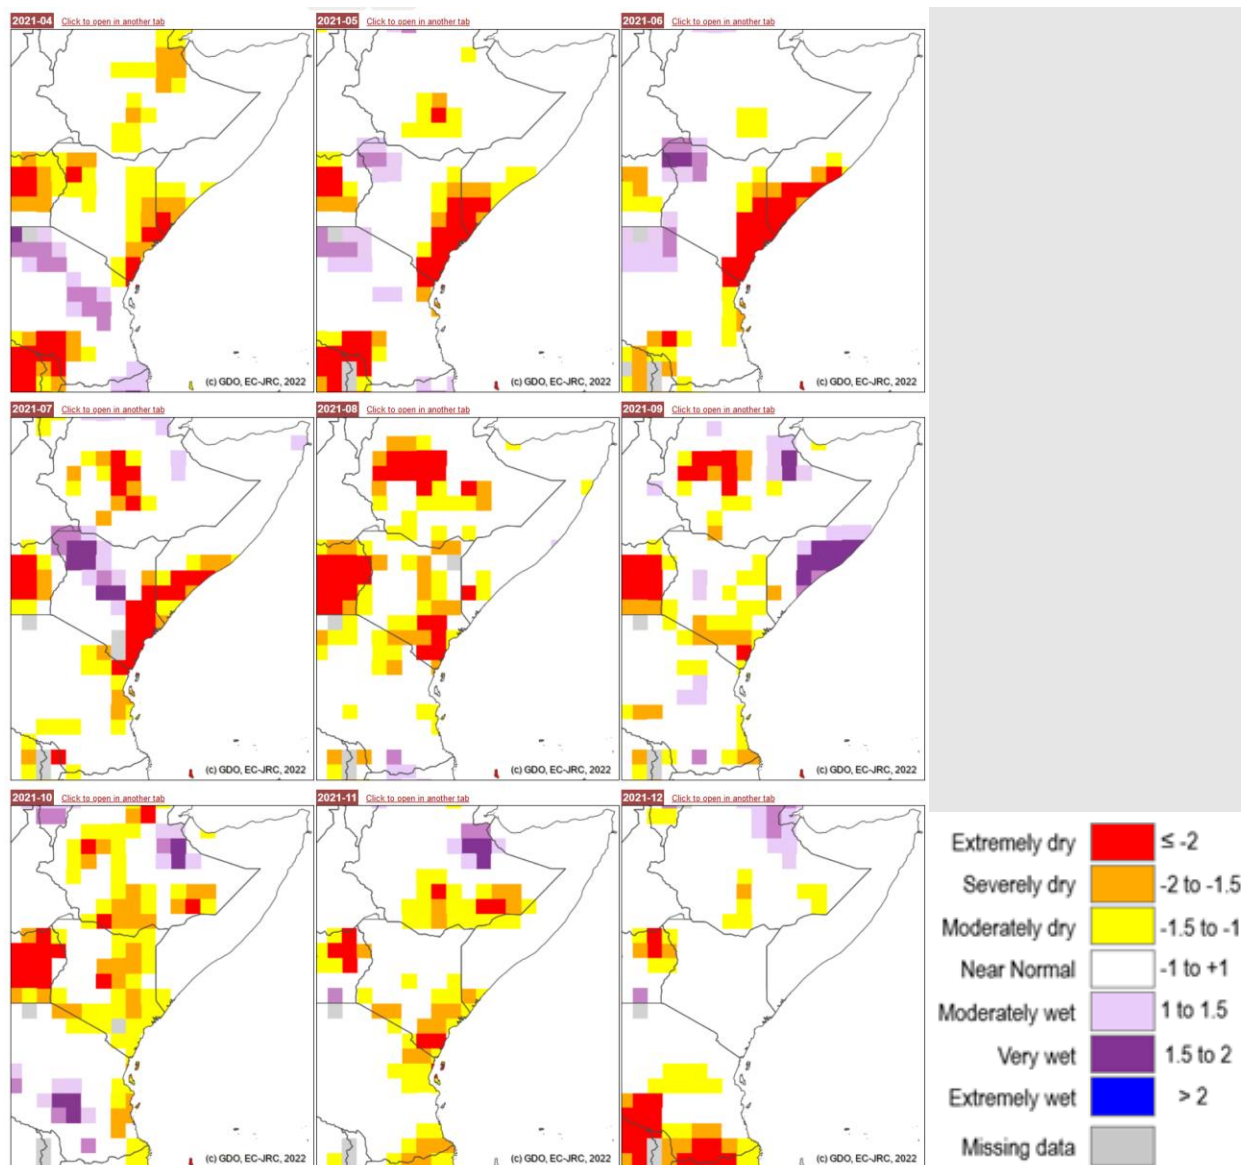 2021-04 Click to open in another tab
2021-05 Click to open in another tab
2021-06 Click to open in another tab
(c) GDO, EC-JRC, 2022
(c) GDO, EC-JRC, 2022
(c) GDO, EC-JRC, 2022
2021-07 Click to open in another tab
2021-08 Click to open in another tab
2021-09 Click to open in another tab
(c) GDO, EC-JRC, 2022
(c) GDO, EC-JRC, 2022
(c) GDO, EC-JRC, 2022
2021-10 Click to open in another tab
2021-11 Click to open in another tab
2021-12 Click to open in another tab
(c) GDO, EC-JRC, 2022
(c) GDO, EC-JRC, 2022
(c) GDO, EC-JRC, 2022
Extremely dry ≤ -2
Severely dry -2 to -1.5
Moderately dry -1.5 to -1
Near Normal -1 to +1
Moderately wet 1 to 1.5
Very wet 1.5 to 2
Extremely wet > 2
Missing data